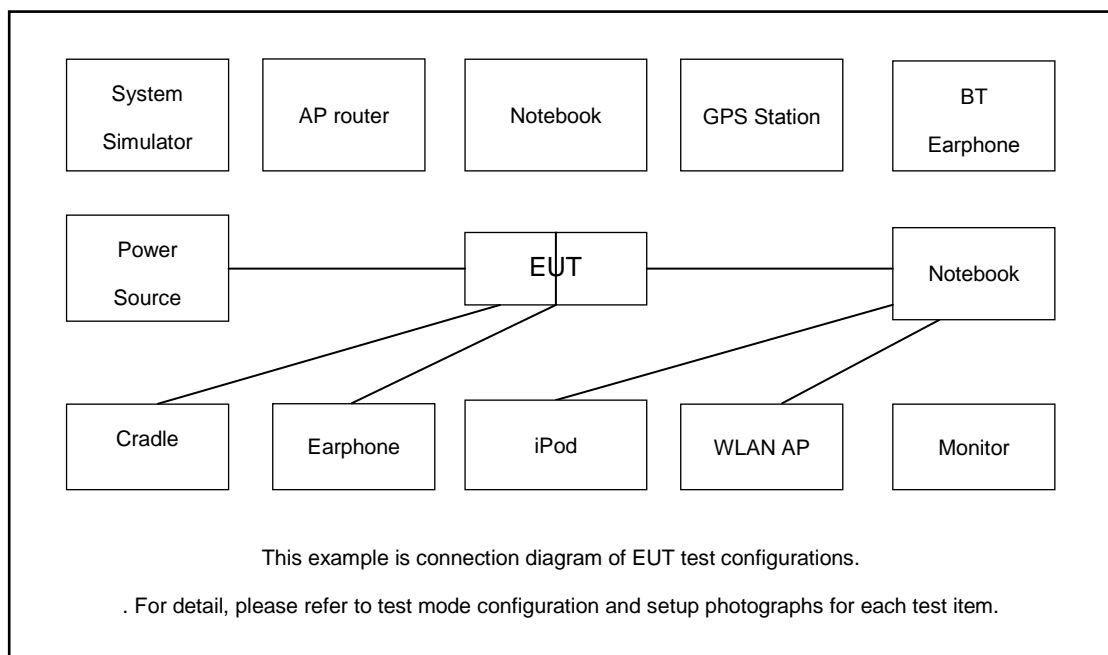 System
Simulator
AP router
Notebook
GPS Station
BT
Earphone
Power
Source
EUT
Notebook
Cradle
Earphone
iPod
WLAN AP
Monitor
This example is connection diagram of EUT test configurations.
. For detail, please refer to test mode configuration and setup photographs for each test item.